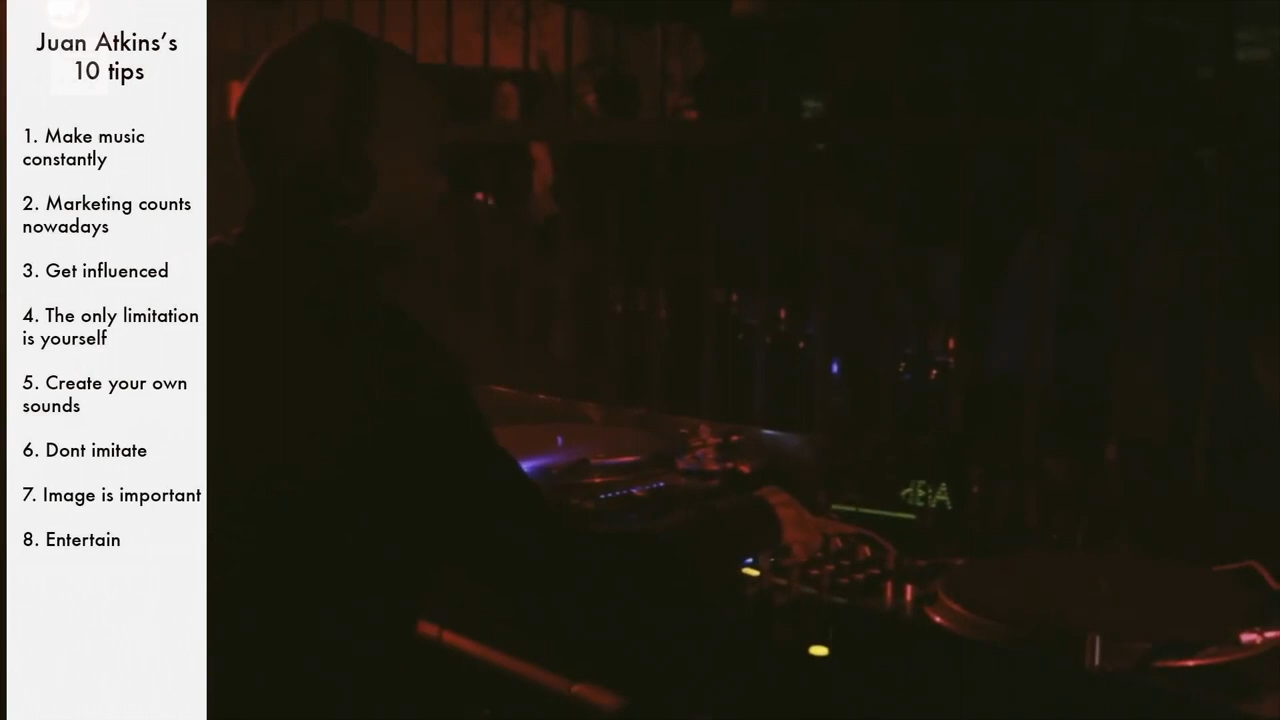 Juan Atkins's
10 tips
1. Make music
constantly
2. Marketing counts
nowadays
3. Get influenced
4. The only limitation
is yourself
5. Create your own
sounds
6. Dont imitate
7. Image is important
8. Entertain